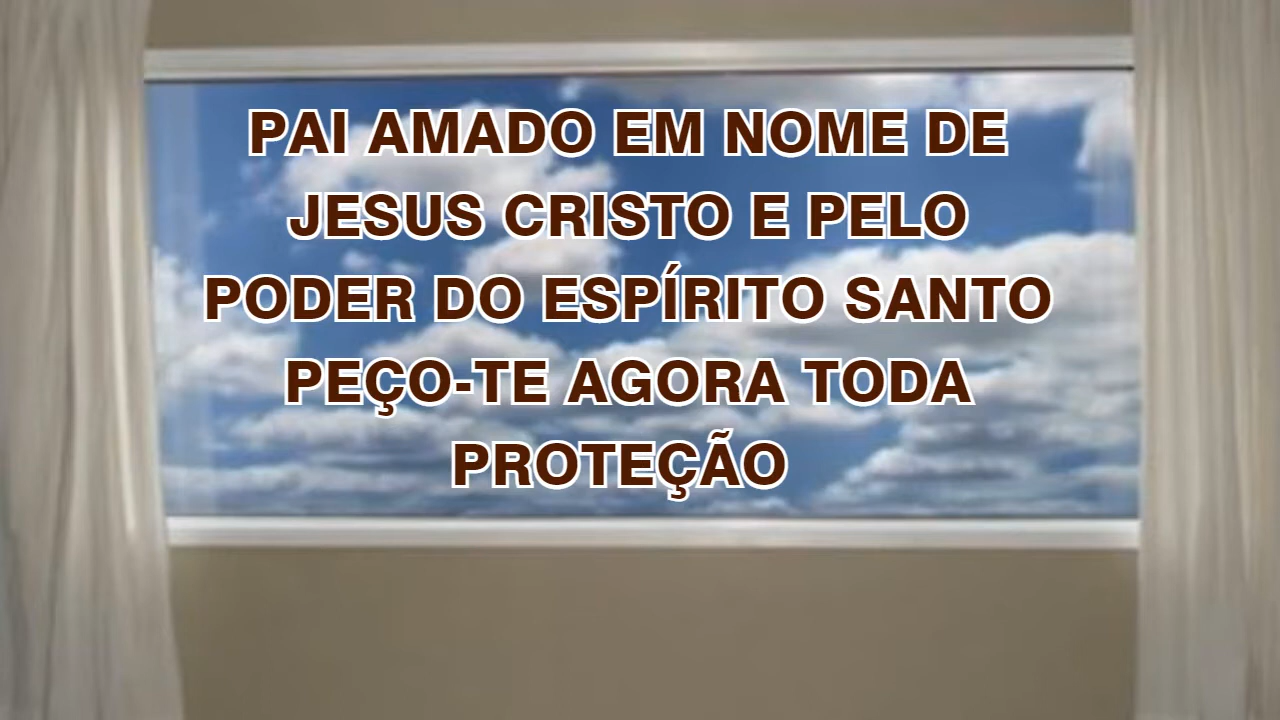 PAI AMADO EM NOME DE
JESUS CRISTO E PELO
PODER DO ESPÍRITO SANTO
PEÇO-TE AGORA TODA
PROTEÇÃO